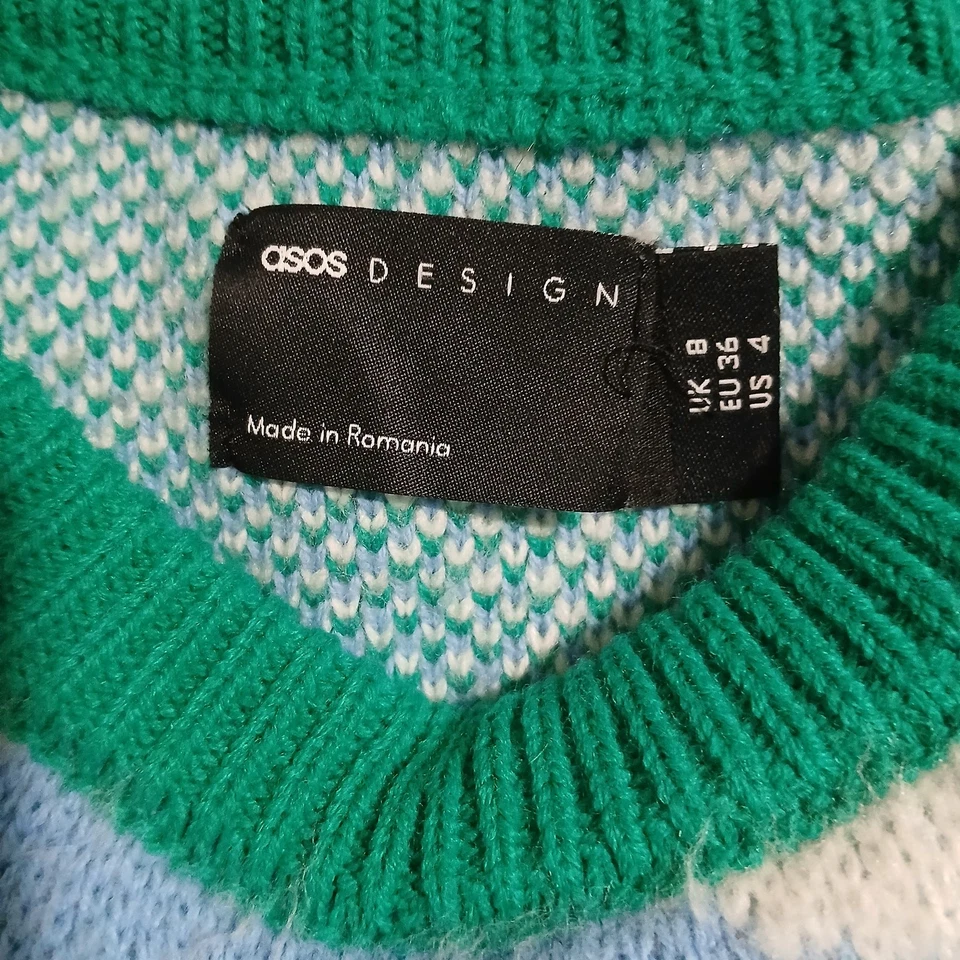 asos DESIGN
Made in Romania
UK 8
EU 36
US 4